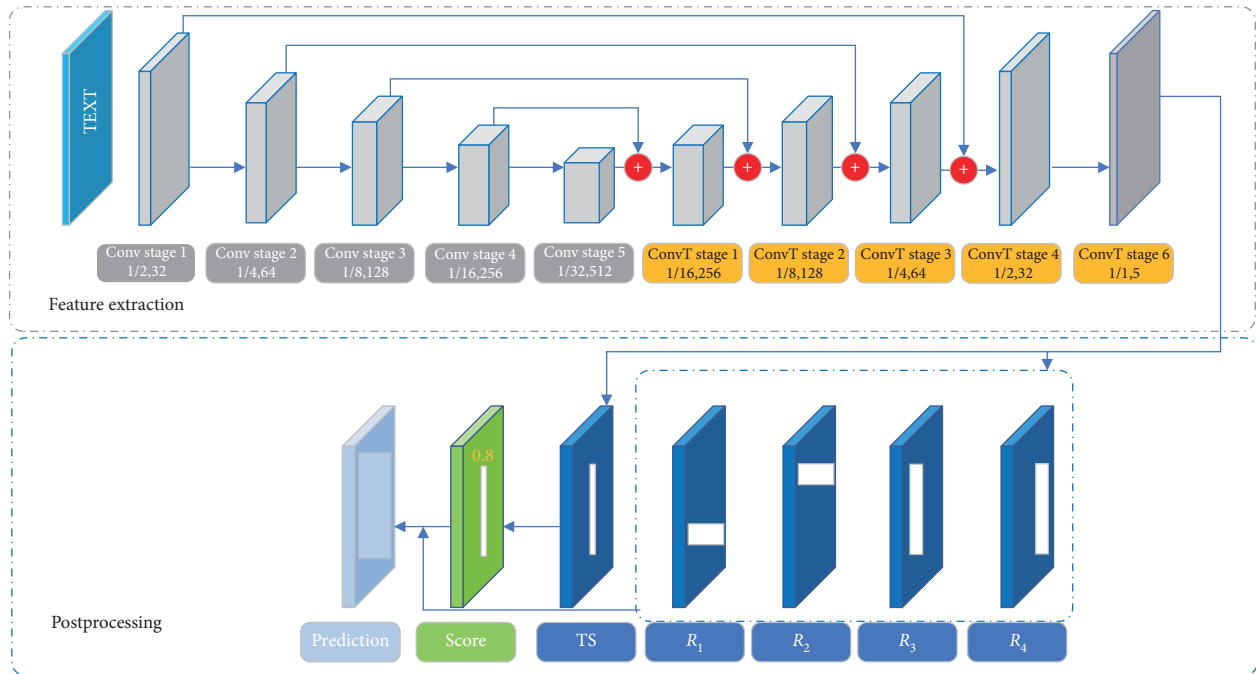 TEXT
+
+
+
+
Conv stage 1
1/2,32
Conv stage 2
1/4,64
Conv stage 3
1/8,128
Conv stage 4
1/16,256
Conv stage 5
1/32,512
ConvT stage 1
1/16,256
ConvT stage 2
1/8,128
ConvT stage 3
1/4,64
ConvT stage 4
1/2,32
ConvT stage 6
1/1,5
Feature extraction
0.8
Postprocessing
Prediction
Score
TS
R1
R2
R3
R4